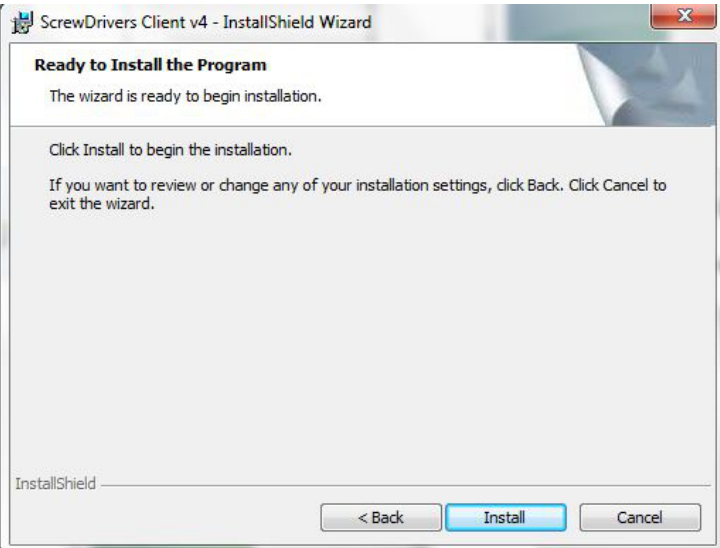 ScrewDrivers Client v4 - InstallShield Wizard
Ready to Install the Program
The wizard is ready to begin installation.
Click Install to begin the installation.
If you want to review or change any of your installation settings, click Back. Click Cancel to
exit the wizard.
InstallShield
< Back Install Cancel